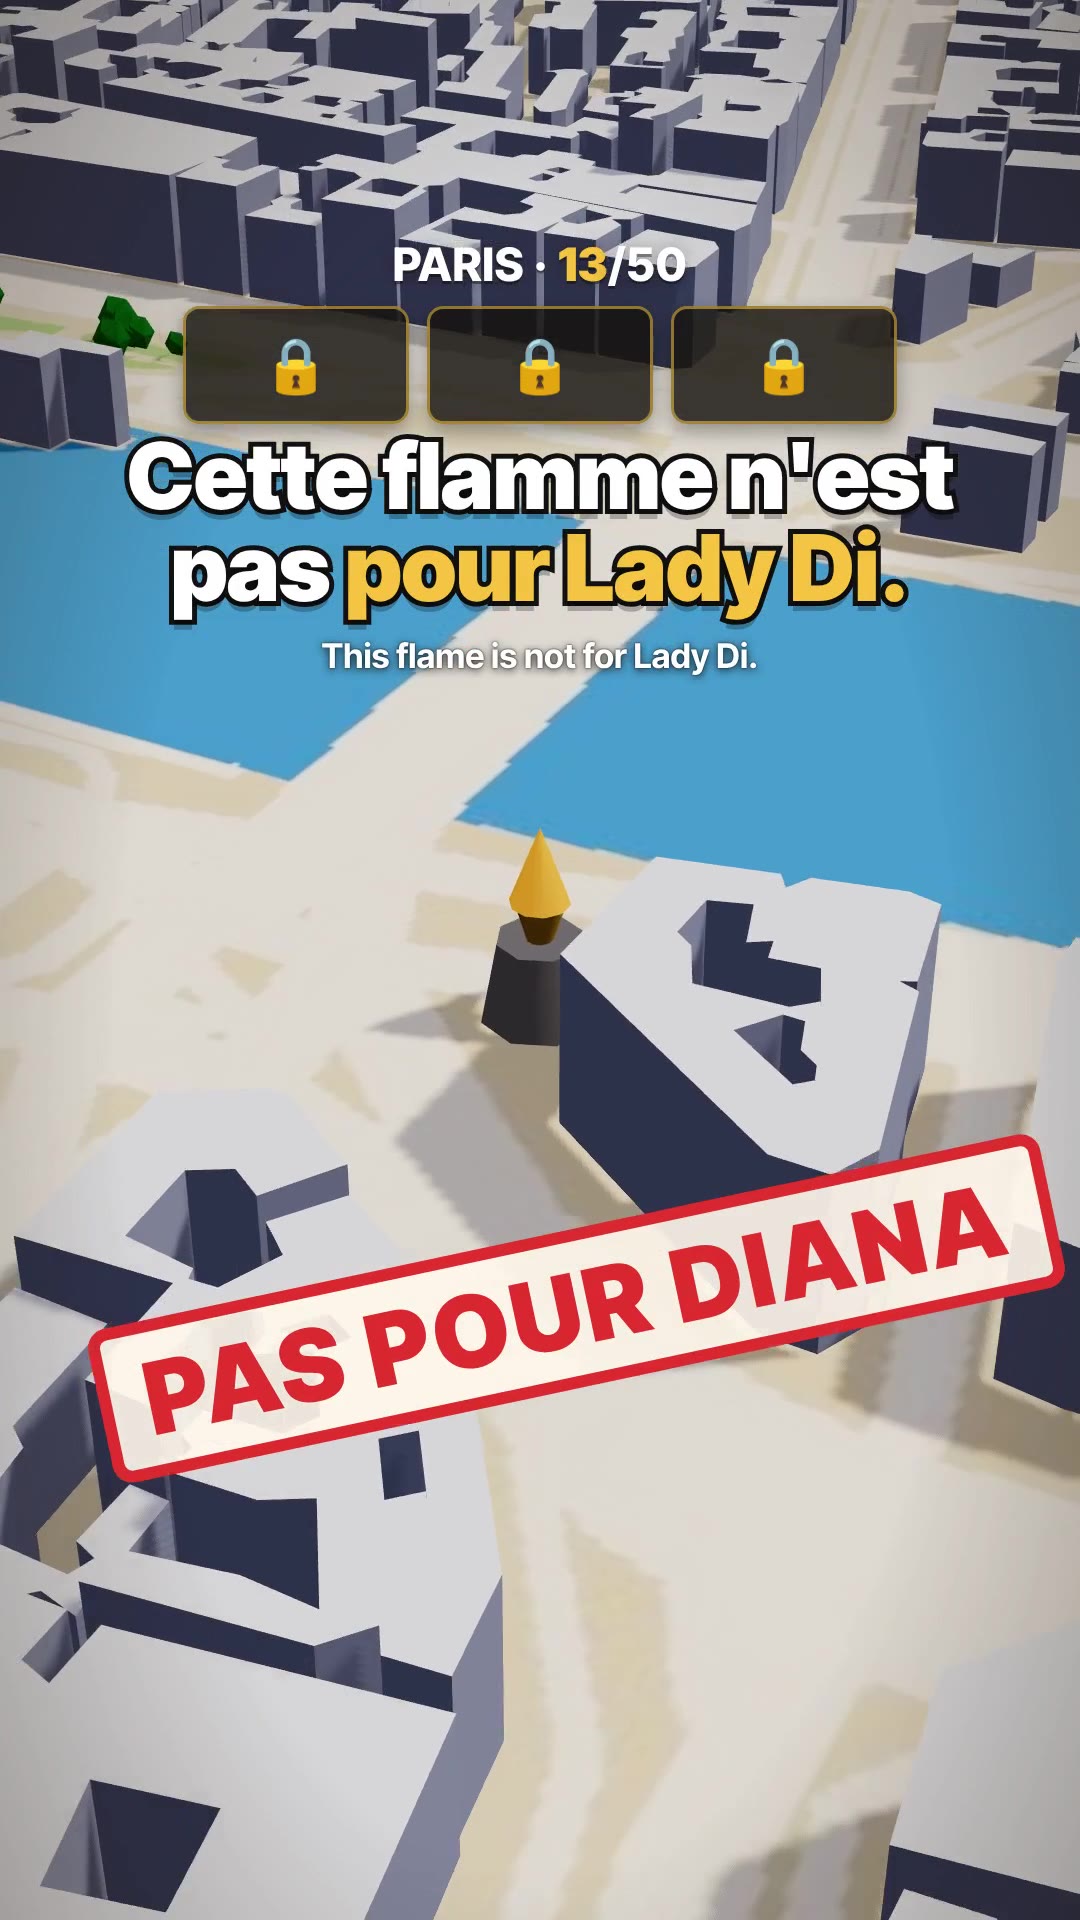 PARIS · 13/50
Cette flamme n'est
pas pour Lady Di.
This flame is not for Lady Di.
PAS POUR DIANA